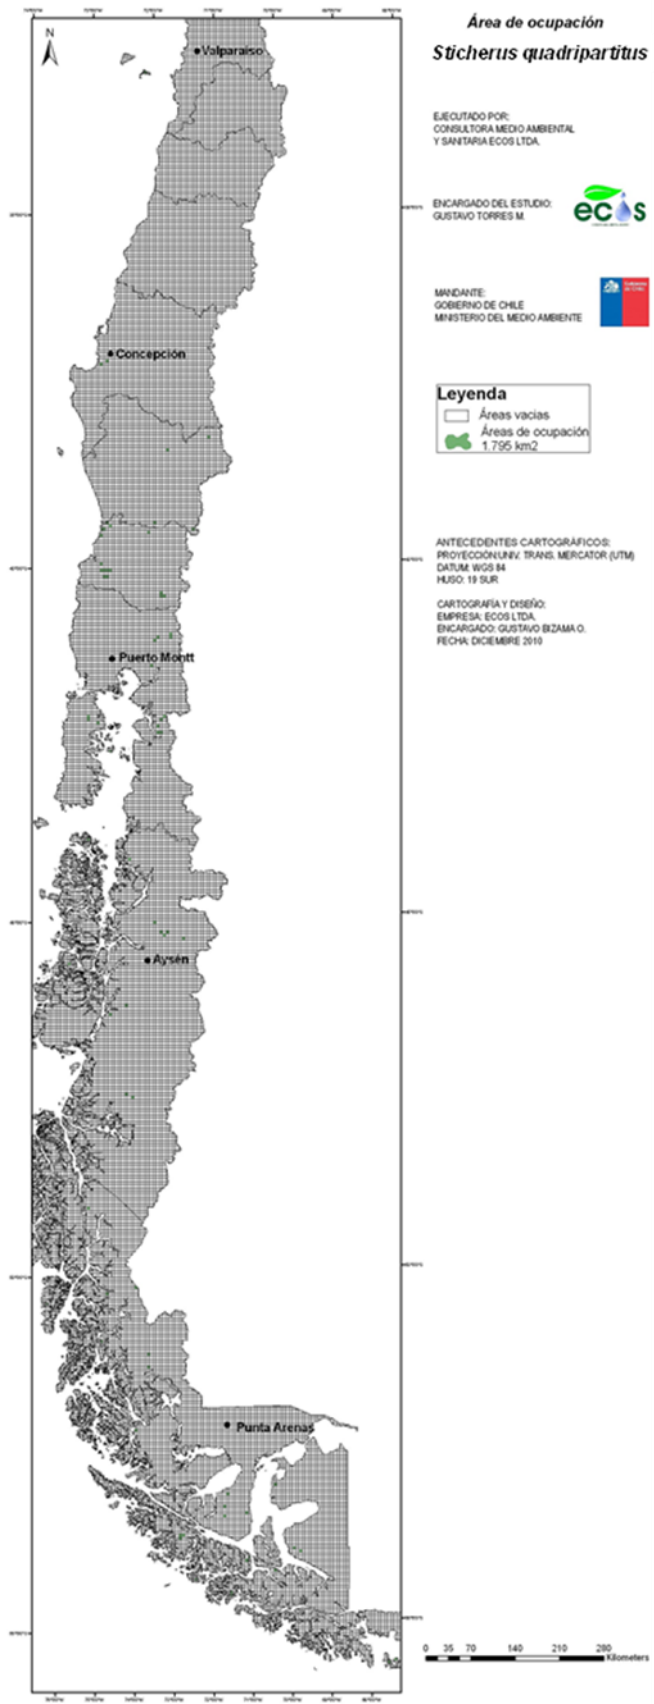 Área de ocupación
Sticherus quadripartitus
EJECUTADO POR:
CONSULTORA MEDIO AMBIENTAL
Y SANITARIA ECOS LTDA.
ENCARGADO DEL ESTUDIO:
GUSTAVO TORRES M.
ecos
MANDANTE:
GOBIERNO DE CHILE
MINISTERIO DEL MEDIO AMBIENTE
Leyenda
Áreas vacias
Áreas de ocupación
1.795 km2
ANTECEDENTES CARTOGRÁFICOS:
PROYECCIÓN:UNIV. TRANS. MERCATOR (UTM)
DATUM: WGS 84
HUSO: 19 SUR
CARTOGRAFÍA Y DISEÑO:
EMPRESA: ECOS LTDA.
ENCARGADO: GUSTAVO BIZAMA O.
FECHA: DICIEMBRE 2010
N
Valparaíso
Concepción
Puerto Montt
Aysén
Punta Arenas
0 35 70 140 210 280
Kilometers